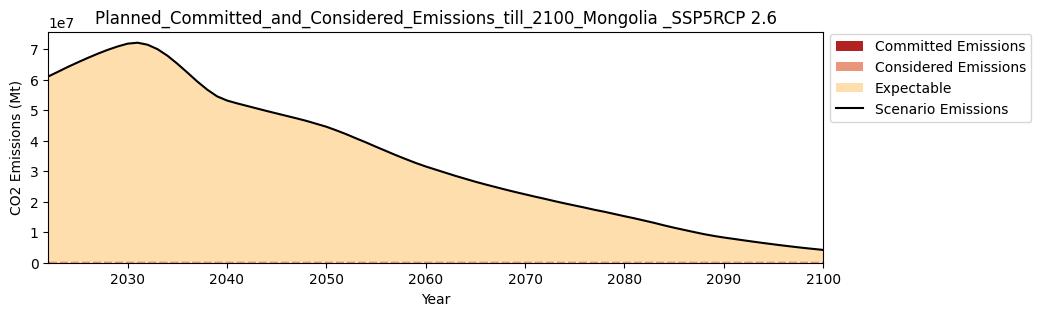 Planned_Committed_and_Considered_Emissions_till_2100_Mongolia _SSP5RCP 2.6
1e7
7
6
5
4
3
2
1
0
CO2 Emissions (Mt)
2030 2040 2050 2060 2070 2080 2090 2100
Year
Committed Emissions
Considered Emissions
Expectable
Scenario Emissions